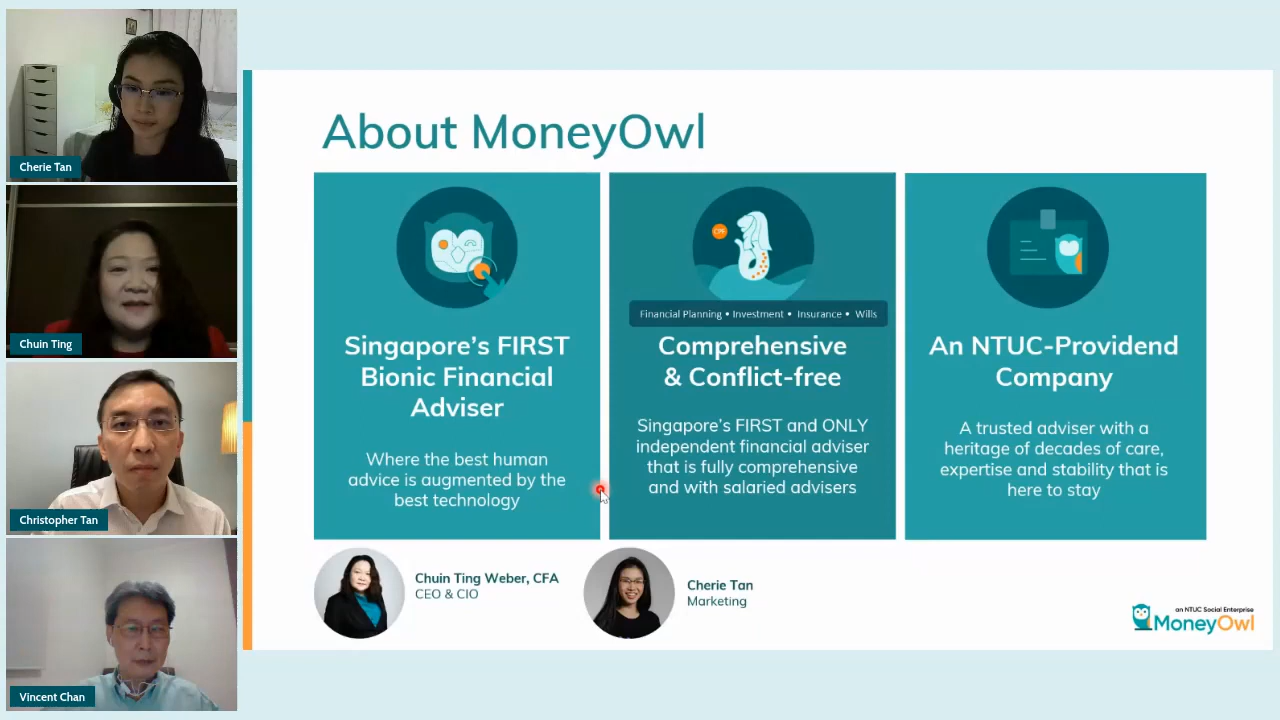 Cherie Tan
Chuin Ting
Christopher Tan
Vincent Chan
About MoneyOwl
Singapore's FIRST
Bionic Financial
Adviser
Where the best human
advice is augmented by the
best technology
CPF
Financial Planning • Investment • Insurance • Wills
Comprehensive
& Conflict-free
Singapore's FIRST and ONLY
independent financial adviser
that is fully comprehensive
and with salaried advisers
An NTUC-Providend
Company
A trusted adviser with a
heritage of decades of care,
expertise and stability that is
here to stay
Chuin Ting Weber, CFA
CEO & CIO
Cherie Tan
Marketing
an NTUC Social Enterprise
MoneyOwl